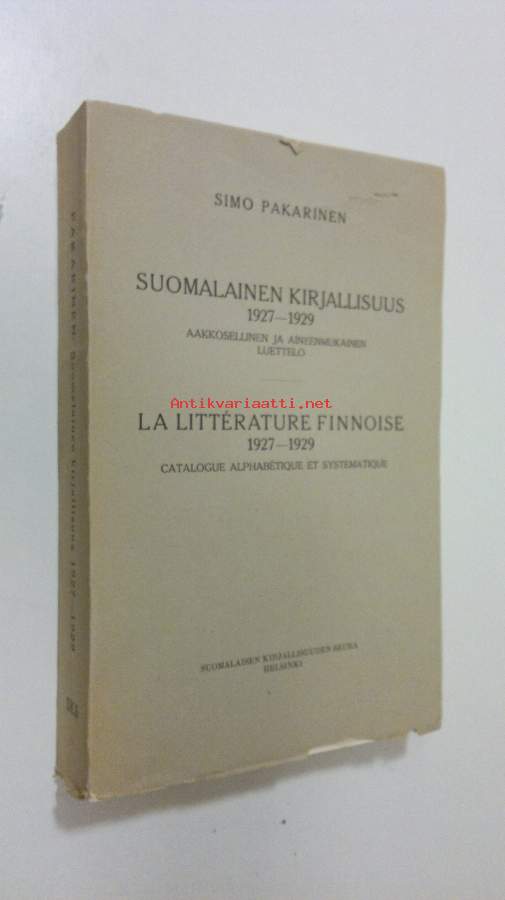 SIMO PAKARINEN
SUOMALAINEN KIRJALLISUUS
1927—1929
AAKKOSELLINEN JA AINEENMUKAINEN
LUETTELO
Antikvariaatti.net
LA LITTÉRATURE FINNOISE
1927—1929
CATALOGUE ALPHABÉTIQUE ET SYSTEMATIQUE
SUOMALAISEN KIRJALLISUUDEN SEURA
HELSINKI
PAKARINEN: Suomalainen kirjallisuus 1927—1929